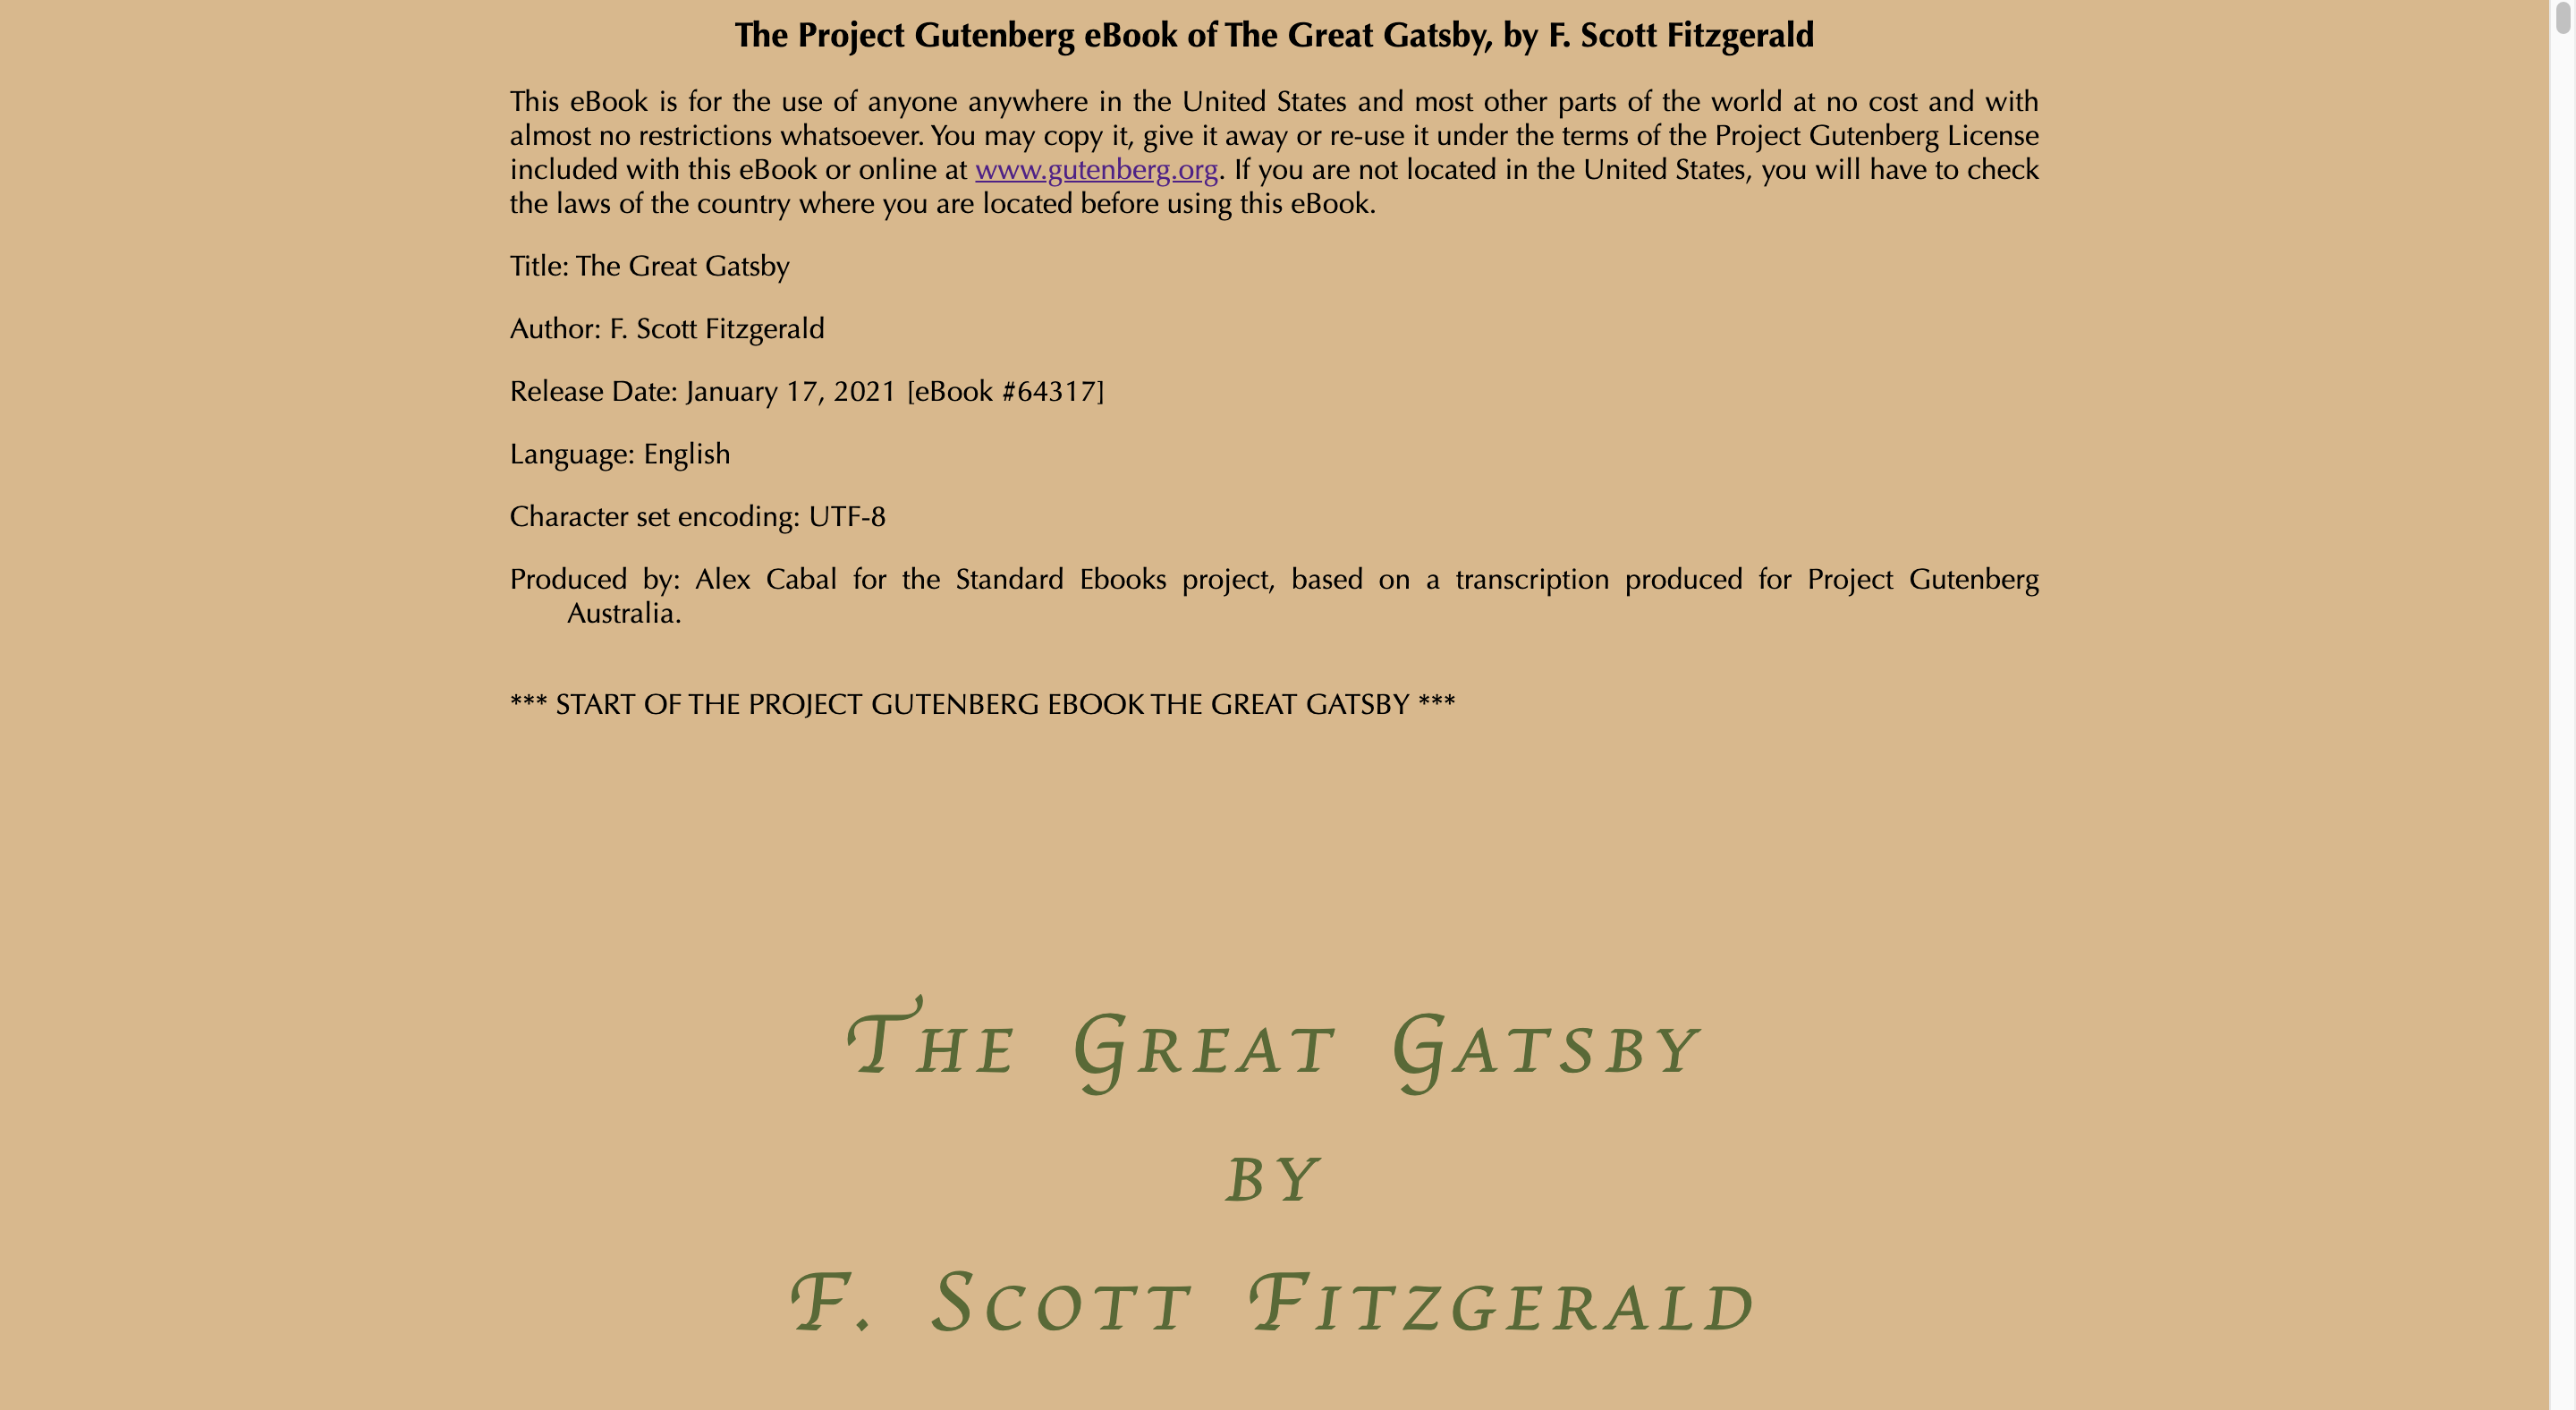 The Project Gutenberg eBook of The Great Gatsby, by F. Scott Fitzgerald
This eBook is for the use of anyone anywhere in the United States and most other parts of the world at no cost and with
almost no restrictions whatsoever. You may copy it, give it away or re-use it under the terms of the Project Gutenberg License
included with this eBook or online at www.gutenberg.org. If you are not located in the United States, you will have to check
the laws of the country where you are located before using this eBook.
Title: The Great Gatsby
Author: F. Scott Fitzgerald
Release Date: January 17, 2021 [eBook #64317]
Language: English
Character set encoding: UTF-8
Produced by: Alex Cabal for the Standard Ebooks project, based on a transcription produced for Project Gutenberg
Australia.
*** START OF THE PROJECT GUTENBERG EBOOK THE GREAT GATSBY ***
The Great Gatsby
by
F. Scott Fitzgerald